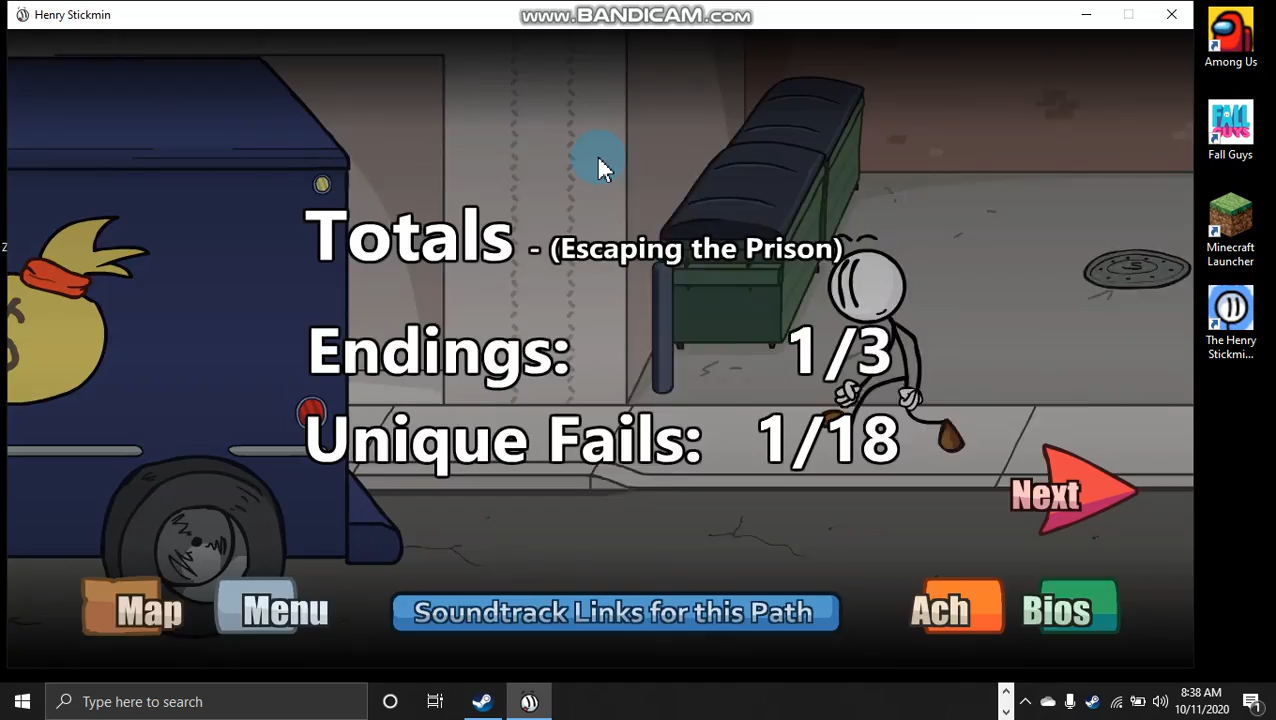 Henry Stickmin
www.BANDICAM.com
Among Us
Fall Guys
Minecraft
Launcher
The Henry
Stickmi...
Totals - (Escaping the Prison)
Endings: 1/3
Unique Fails: 1/18
Next
Map
Menu
Soundtrack Links for this Path
Ach
Bios
Type here to search
8:38 AM
10/11/2020
1